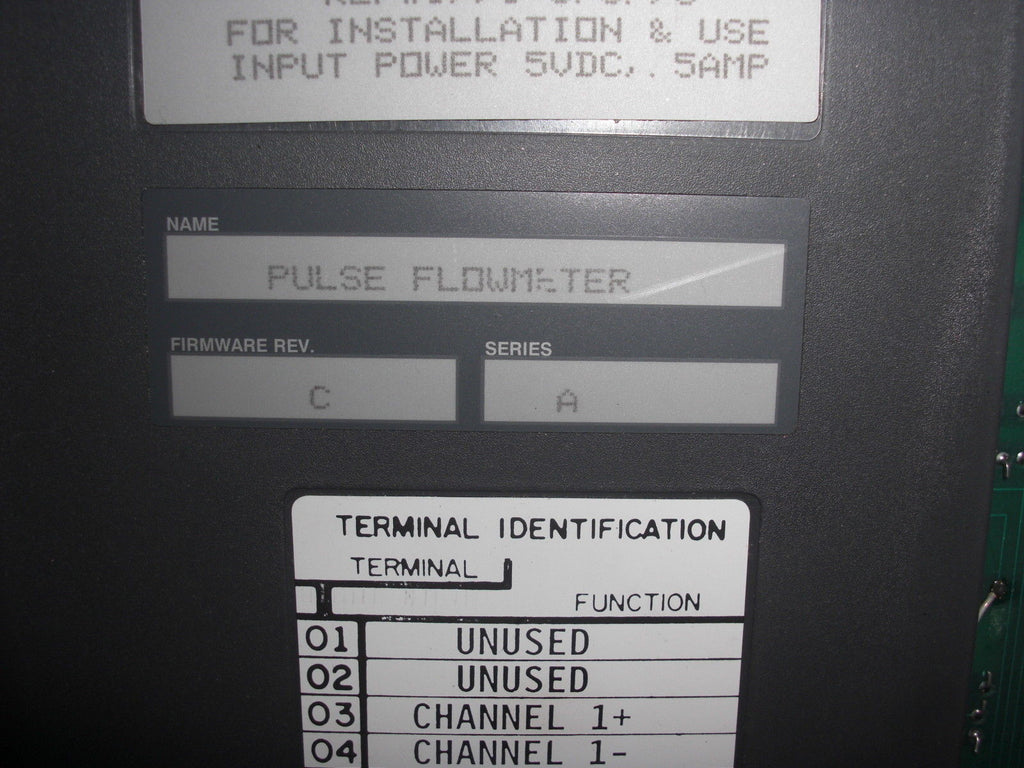 FOR INSTALLATION & USE
INPUT POWER 5VDC,.5AMP
NAME
PULSE FLOWMETER
FIRMWARE REV.
SERIES
C
A
TERMINAL IDENTIFICATION
TERMINAL
FUNCTION
01 UNUSED
02 UNUSED
03 CHANNEL 1+
04 CHANNEL 1-